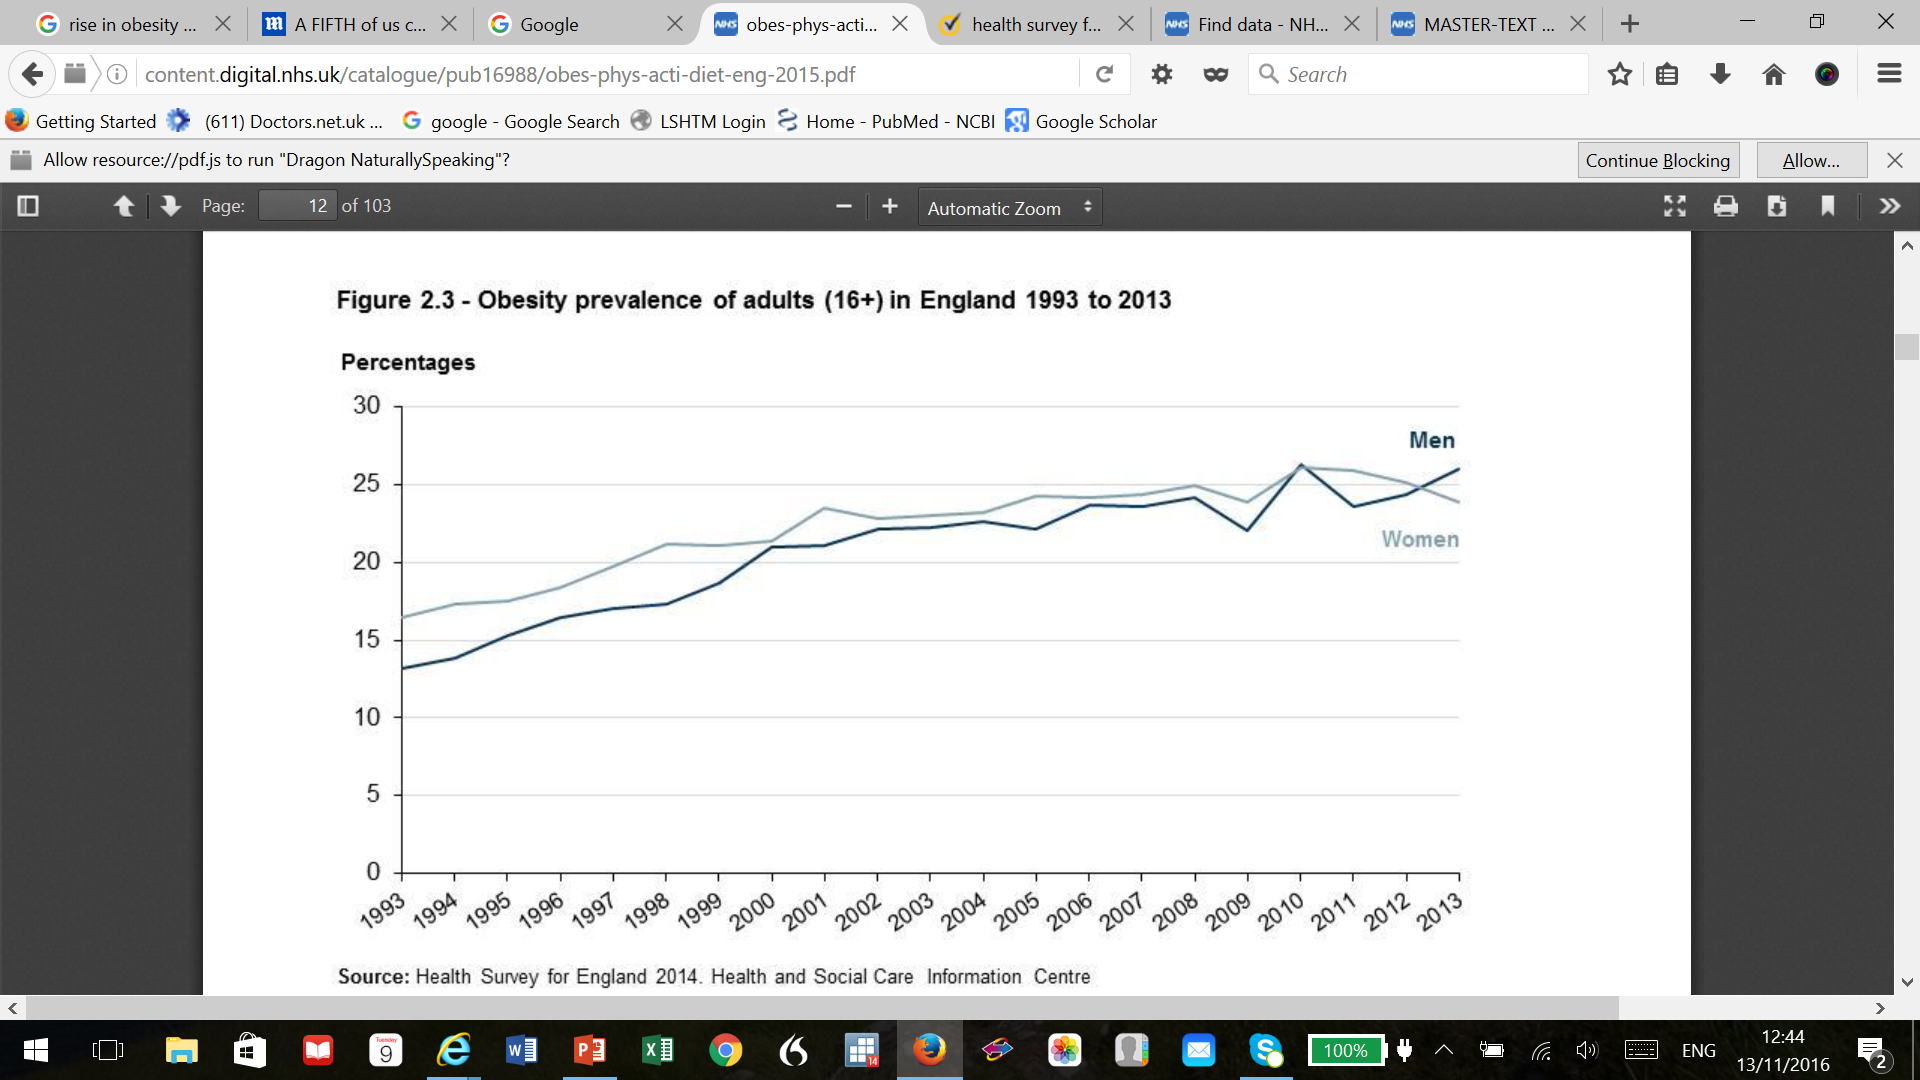 rise in obesity ...
A FIFTH of us c...
Google
obes-phys-acti...
health survey f...
Find data - NH...
MASTER-TEXT ...
content.digital.nhs.uk/catalogue/pub16988/obes-phys-acti-diet-eng-2015.pdf
Search
Getting Started
(611) Doctors.net.uk ...
google - Google Search
LSHTM Login
Home - PubMed - NCBI
Google Scholar
Allow resource://pdf.js to run "Dragon NaturallySpeaking"?
Continue Blocking
Allow...
Page: 12 of 103
Automatic Zoom
Figure 2.3 - Obesity prevalence of adults (16+) in England 1993 to 2013
Percentages
30
Men
25
Women
20
15
10
5
0
1993 1994 1995 1996 1997 1998 1999 2000 2001 2002 2003 2004 2005 2006 2007 2008 2009 2010 2011 2012 2013
Source: Health Survey for England 2014. Health and Social Care Information Centre
Tuesday
9
14
100%
ENG
12:44
13/11/2016
2